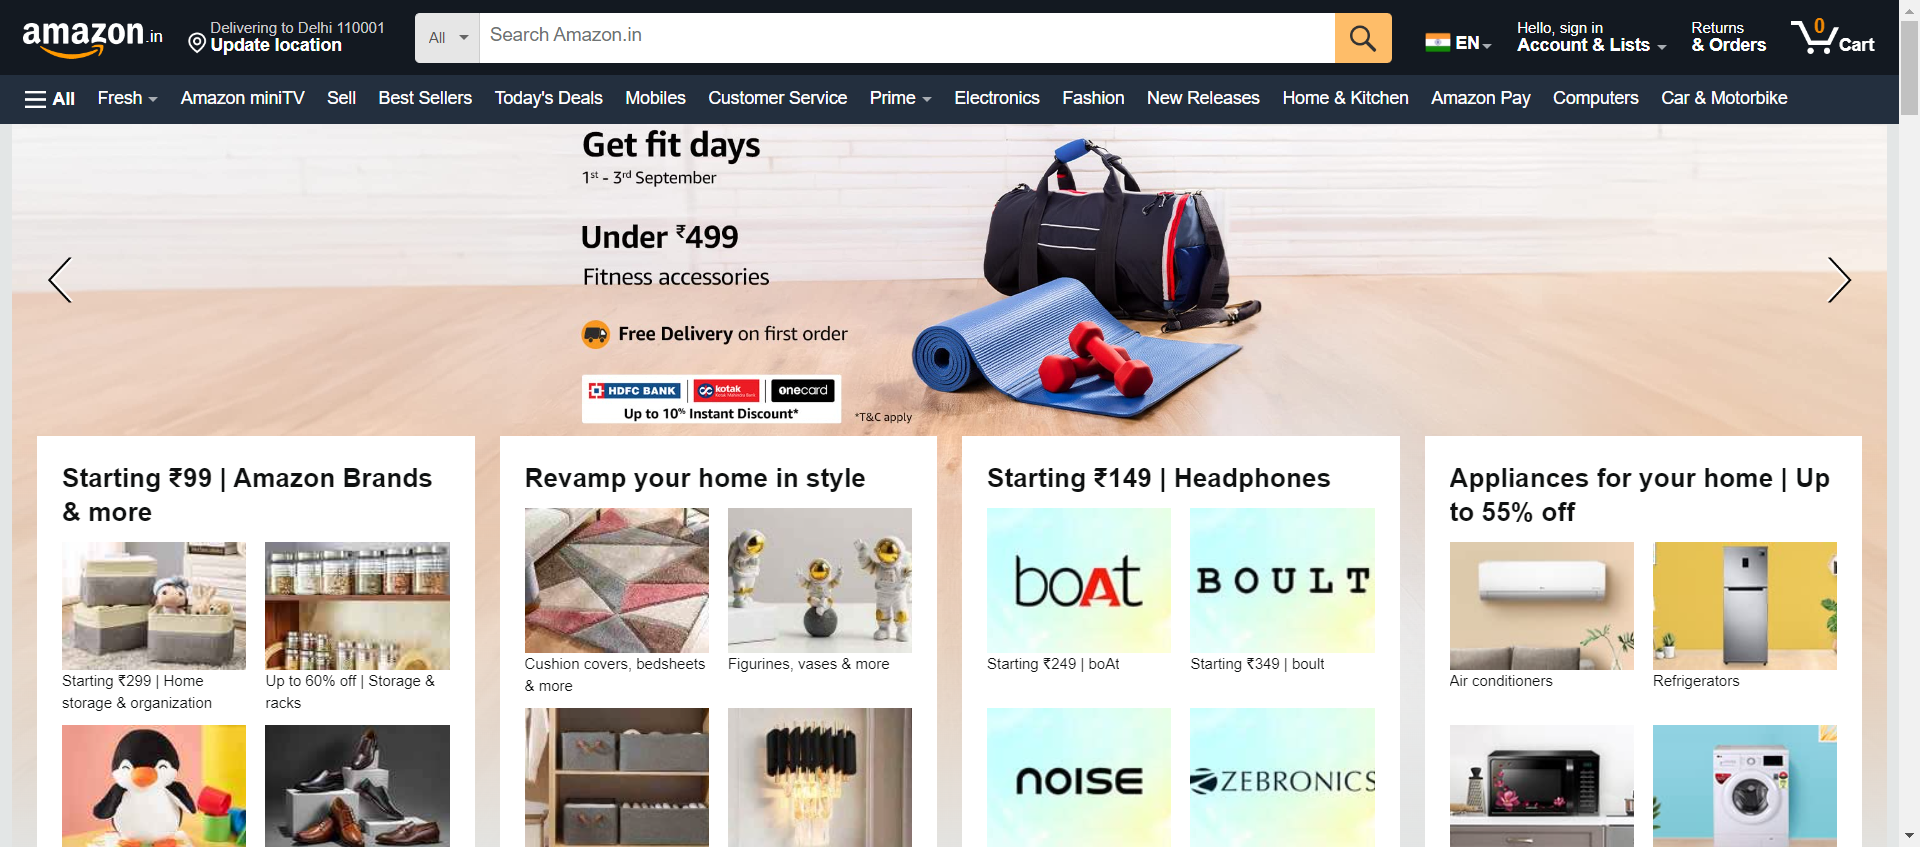 amazon.in
Delivering to Delhi 110001
Update location
All
Search Amazon.in
EN
Hello, sign in
Account & Lists
Returns
& Orders
0
Cart
All
Fresh
Amazon miniTV
Sell
Best Sellers
Today's Deals
Mobiles
Customer Service
Prime
Electronics
Fashion
New Releases
Home & Kitchen
Amazon Pay
Computers
Car & Motorbike
Get fit days
1st - 3rd September
Under ₹499
Fitness accessories
Free Delivery on first order
HDFC BANK
kotak
Kotak Mahindra Bank
onecard
Up to 10% Instant Discount*
*T&C apply
Starting ₹99 | Amazon Brands
& more
Starting ₹299 | Home
storage & organization
Up to 60% off | Storage &
racks
Revamp your home in style
Cushion covers, bedsheets
& more
Figurines, vases & more
Starting ₹149 | Headphones
boAt
BOULT
Starting ₹249 | boAt
Starting ₹349 | boult
noise
ZEBRONICS
Appliances for your home | Up
to 55% off
Air conditioners
Refrigerators